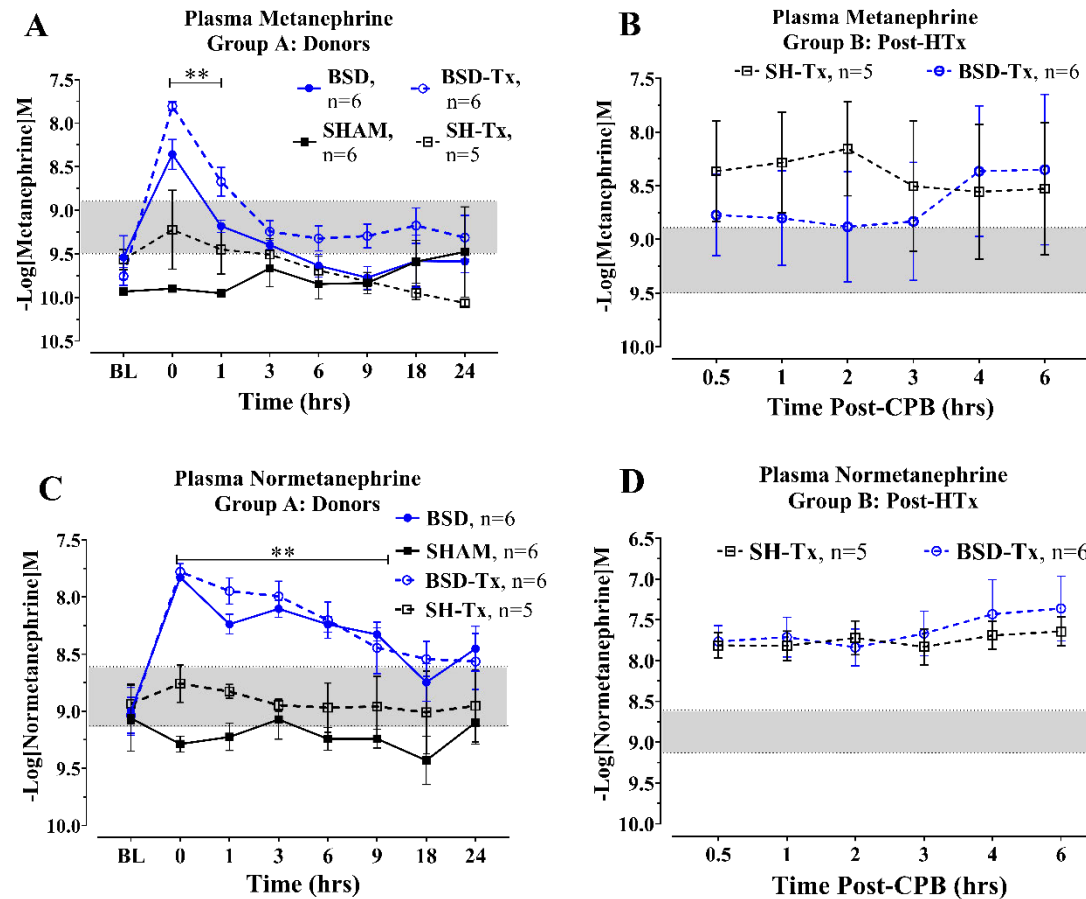 A
Plasma Metanephrine
Group A: Donors
**
BSD,
n=6
BSD-Tx,
n=6
SHAM,
n=6
SH-Tx,
n=5
-Log[Metanephrine]M
7.5
8.0
8.5
9.0
9.5
10.0
10.5
BL 0 1 3 6 9 18 24
Time (hrs)
B
Plasma Metanephrine
Group B: Post-HTx
SH-Tx, n=5
BSD-Tx, n=6
-Log[Metanephrine]M
7.5
8.0
8.5
9.0
9.5
10.0
0.5 1 2 3 4 6
Time Post-CPB (hrs)
C
Plasma Normetanephrine
Group A: Donors
BSD, n=6
SHAM, n=6
BSD-Tx, n=6
SH-Tx, n=5
**
-Log[Normetanephrine]M
7.5
8.0
8.5
9.0
9.5
10.0
BL 0 1 3 6 9 18 24
Time (hrs)
D
Plasma Normetanephrine
Group B: Post-HTx
SH-Tx, n=5
BSD-Tx, n=6
-Log[Normetanephrine]M
6.5
7.0
7.5
8.0
8.5
9.0
9.5
10.0
0.5 1 2 3 4 6
Time Post-CPB (hrs)